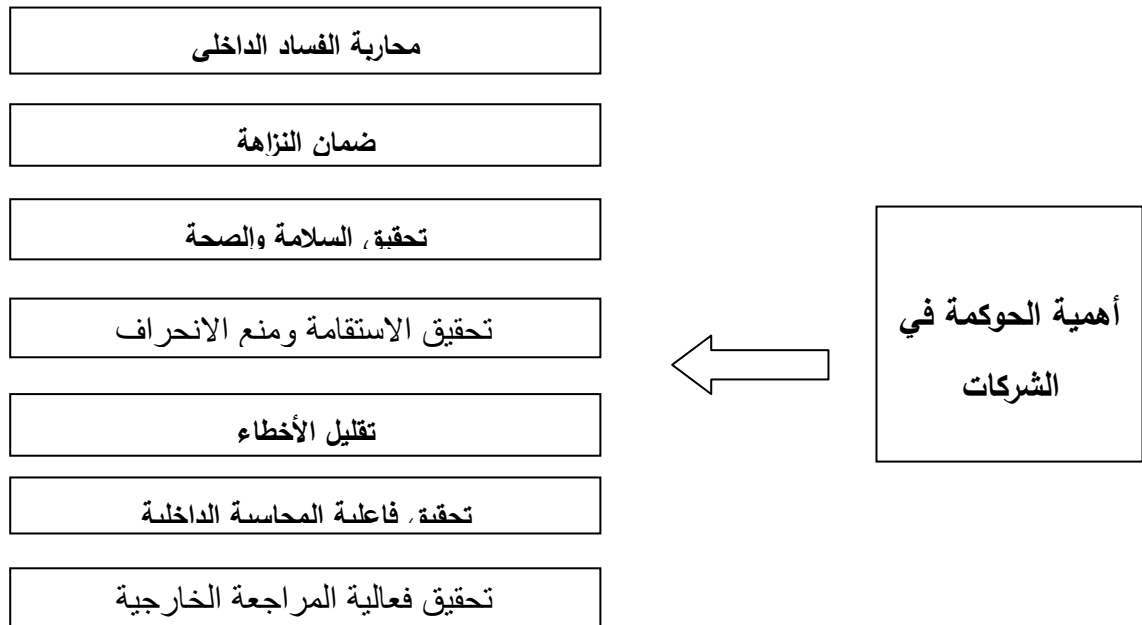 أهمية الحوكمة في
الشركات
محاربة الفساد الداخلى
ضمان النزاهة
تحقيق السلامة والصحة
تحقيق الاستقامة ومنع الانحراف
تقليل الأخطاء
تحقيق فاعلية المحاسبة الداخلية
تحقيق فعالية المراجعة الخارجية